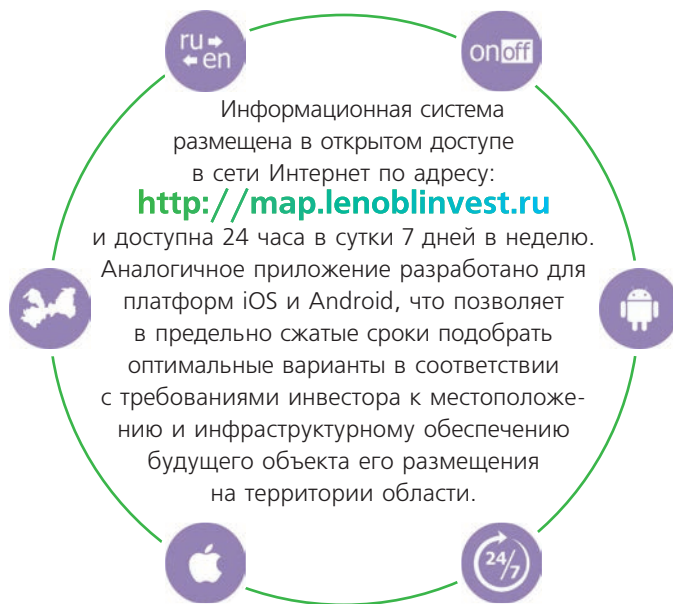 ru
en
onoff
Информационная система
размещена в открытом доступе
в сети Интернет по адресу:
http://map.lenoblinvest.ru
и доступна 24 часа в сутки 7 дней в неделю.
Аналогичное приложение разработано для
платформ iOS и Android, что позволяет
в предельно сжатые сроки подобрать
оптимальные варианты в соответствии
с требованиями инвестора к местоположе-
нию и инфраструктурному обеспечению
будущего объекта его размещения
на территории области.
24/7